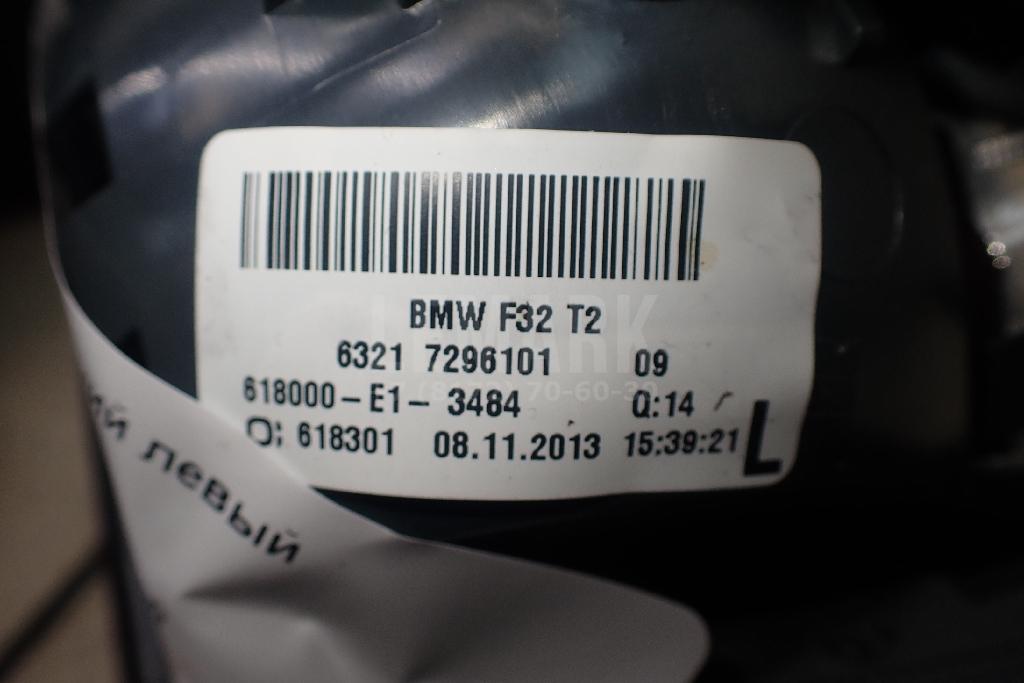 BMW F32 T2
6321 7296101 09
618000-E1- 3484 Q:14
O: 618301 08.11.2013 15:39:21 L
левый